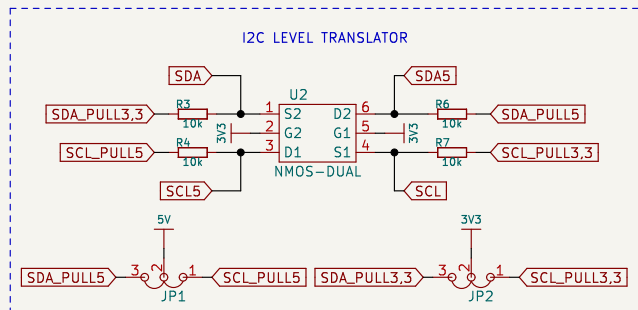 I2C LEVEL TRANSLATOR
SDA SDA5
U2
SDA_PULL3,3 R3 10k 1 S2 D2 6 R6 10k SDA_PULL5
3V3 2 G2 G1 5 3V3
SCL_PULL5 R4 10k 3 D1 S1 4 R7 10k SCL_PULL3,3
NMOS-DUAL
SCL5 SCL
5V 3V3
SDA_PULL5 3 2 1 SCL_PULL5 SDA_PULL3,3 3 2 1 SCL_PULL3,3
JP1 JP2